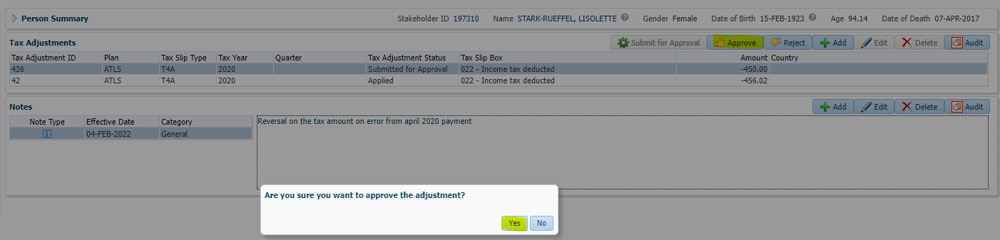 Person Summary Stakeholder ID 197310 Name STARK-RUEFFEL, LISOLETTE ? Gender Female Date of Birth 15-FEB-1923 ? Age 94.14 Date of Death 07-APR-2017
Tax Adjustments Submit for Approval Approve Reject Add Edit Delete Audit
Tax Adjustment ID Plan Tax Slip Type Tax Year Quarter Tax Adjustment Status Tax Slip Box Amount Country
436 ATLS T4A 2020 Submitted for Approval 022 - Income tax deducted -450.00
42 ATLS T4A 2020 Applied 022 - Income tax deducted -456.02
Notes Add Edit Delete Audit
Note Type Effective Date Category
i 04-FEB-2022 General
Reversal on the tax amount on error from april 2020 payment
Are you sure you want to approve the adjustment?
Yes No